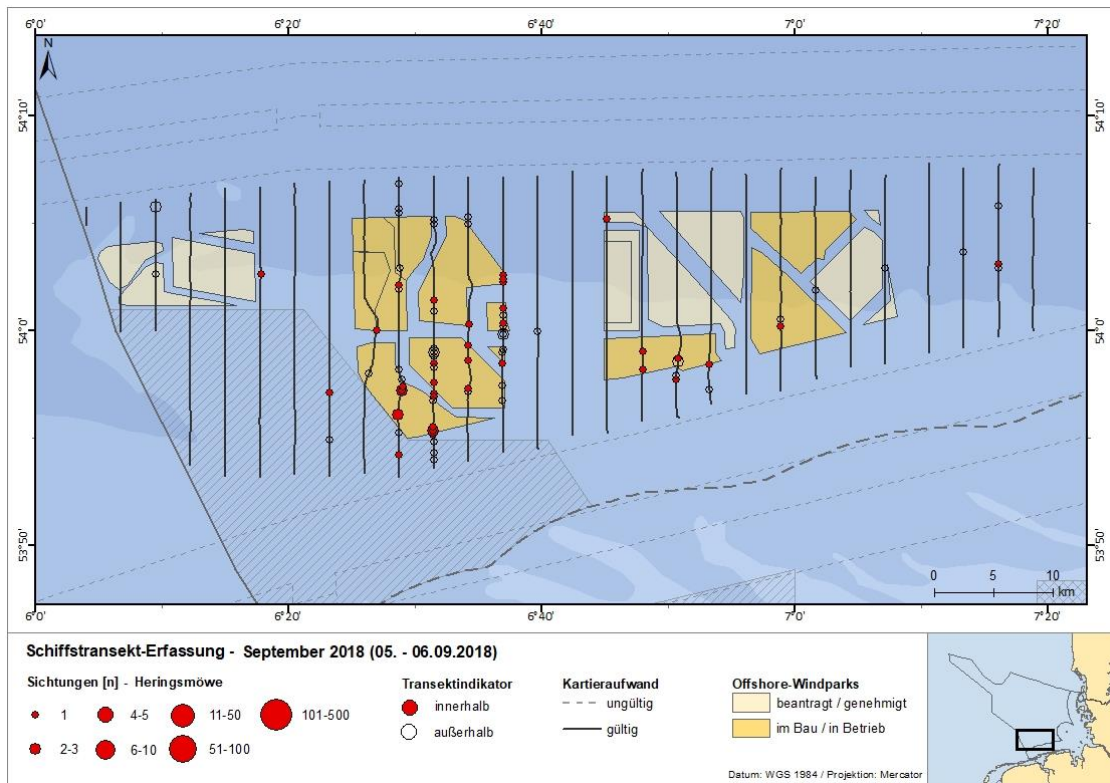 6°0' 6°20' 6°40' 7°0' 7°20'
N
54°10' 54°10'
54°0' 54°0'
53°50' 53°50'
0 5 10
km
6°0' 6°20' 6°40' 7°0' 7°20'
Schiffstransekt-Erfassung - September 2018 (05. - 06.09.2018)
Sichtungen [n] - Heringsmöwe
1 4-5 11-50 101-500
2-3 6-10 51-100
Transektindikator
innerhalb
außerhalb
Kartieraufwand
ungültig
gültig
Offshore-Windparks
beantragt / genehmigt
im Bau / in Betrieb
Datum: WGS 1984 / Projektion: Mercator